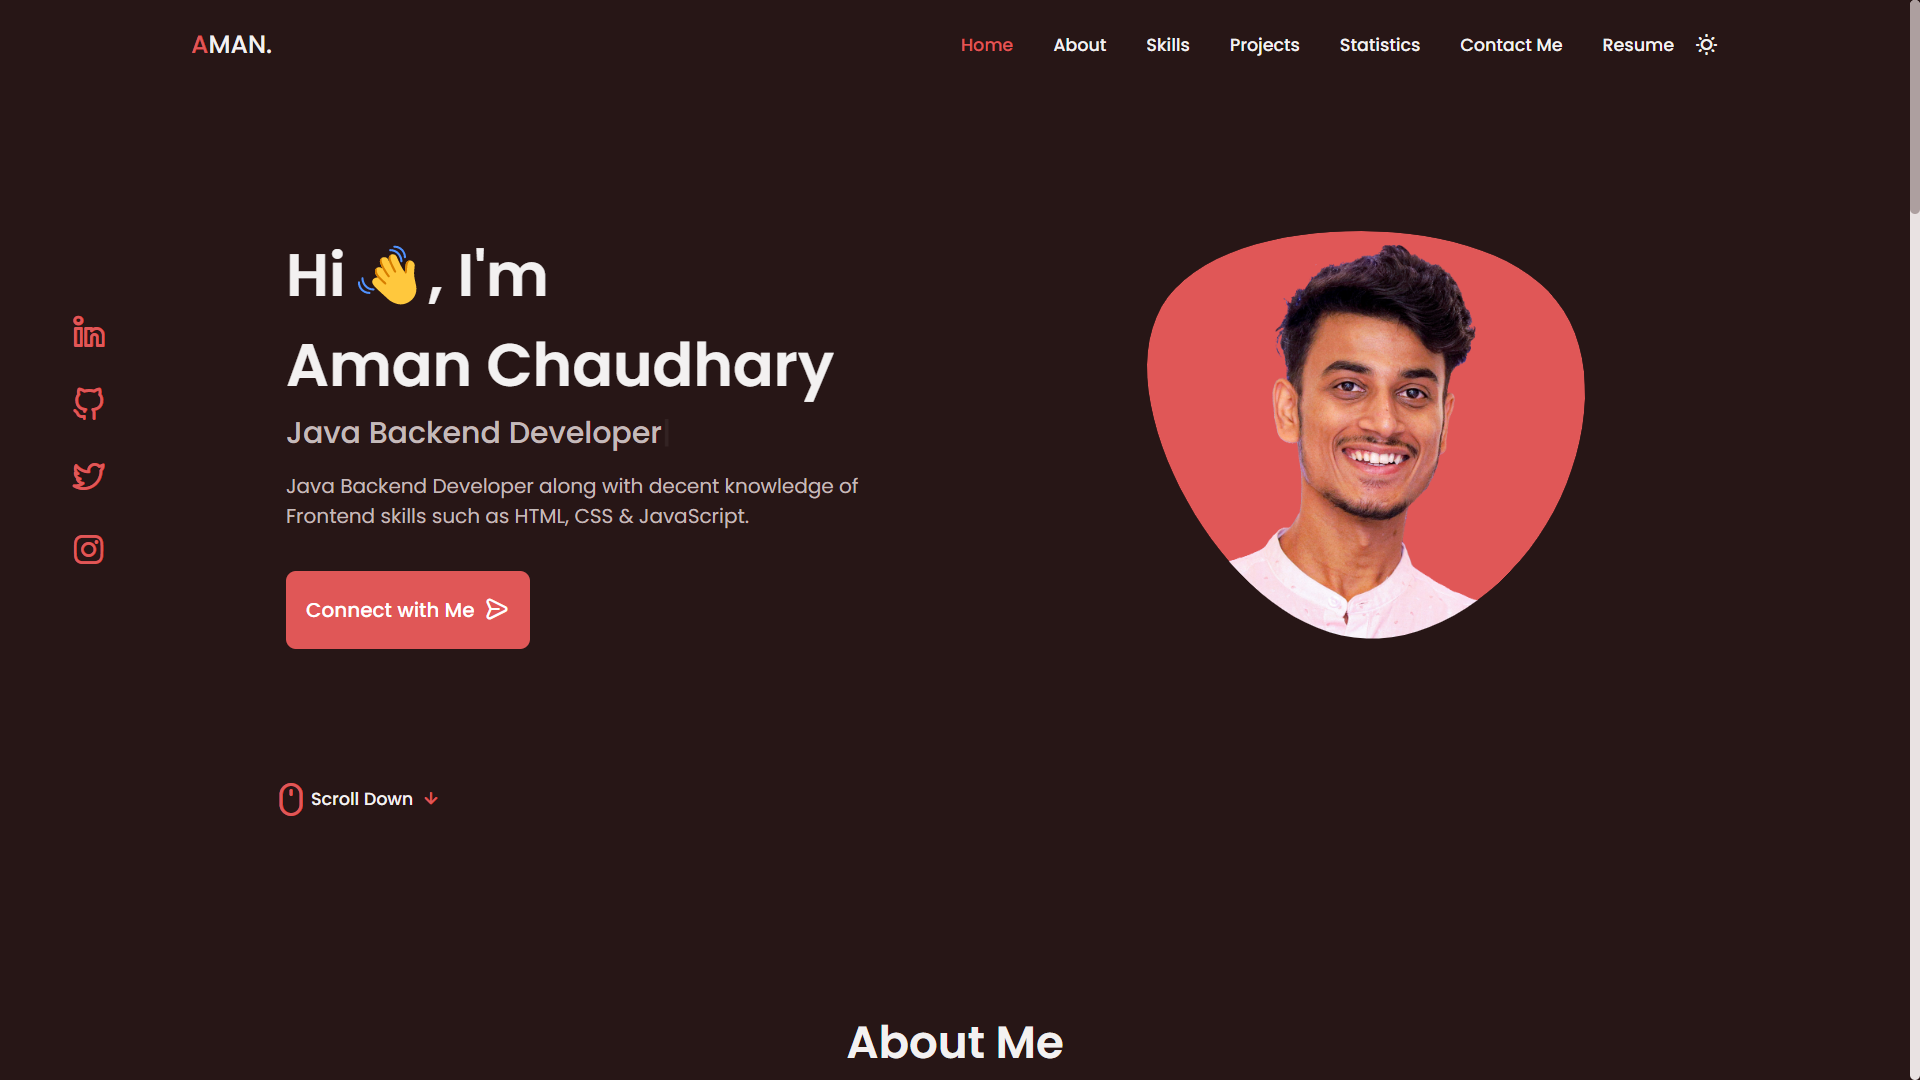 AMAN.
Home About Skills Projects Statistics Contact Me Resume
Hi 👋, I'm
Aman Chaudhary
Java Backend Developer
Java Backend Developer along with decent knowledge of
Frontend skills such as HTML, CSS & JavaScript.
Connect with Me
Scroll Down
About Me